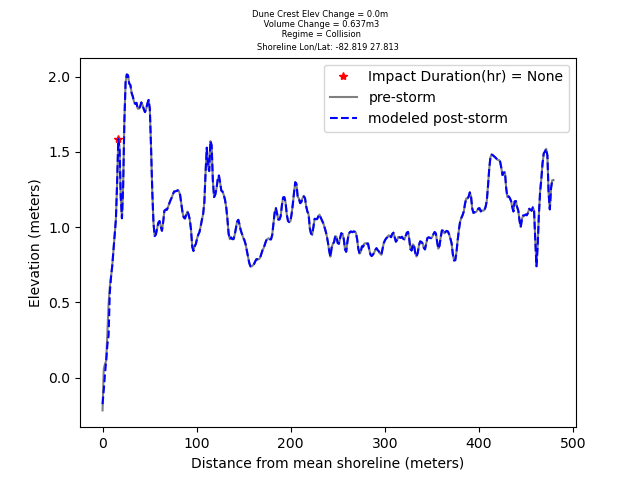 Dune Crest Elev Change = 0.0m
Volume Change = 0.637m3
Regime = Collision
Shoreline Lon/Lat: -82.819 27.813
Impact Duration(hr) = None
pre-storm
modeled post-storm
Elevation (meters)
2.0
1.5
1.0
0.5
0.0
0 100 200 300 400 500
Distance from mean shoreline (meters)